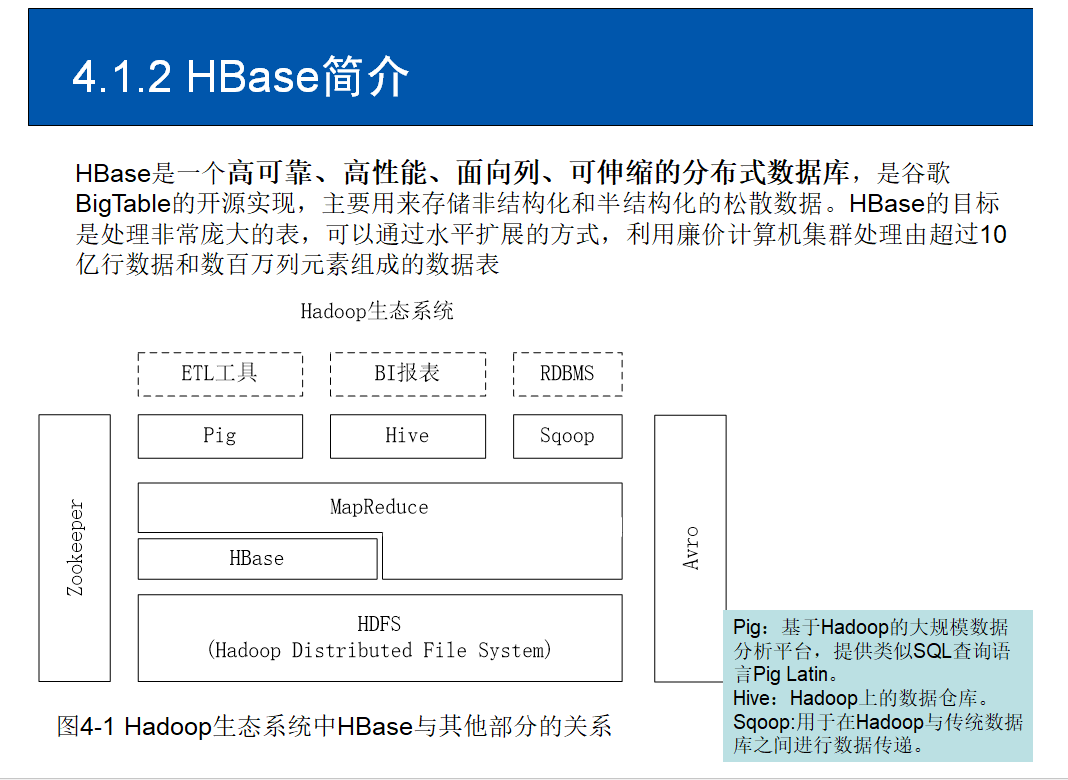 4.1.2 HBase简介
HBase是一个高可靠、高性能、面向列、可伸缩的分布式数据库，是谷歌
BigTable的开源实现，主要用来存储非结构化和半结构化的松散数据。HBase的目标
是处理非常庞大的表，可以通过水平扩展的方式，利用廉价计算机集群处理由超过10
亿行数据和数百万列元素组成的数据表
Hadoop生态系统
ETL工具
BI报表
RDBMS
Pig
Hive
Sqoop
Zookeeper
MapReduce
HBase
Avro
HDFS
(Hadoop Distributed File System)
Pig：基于Hadoop的大规模数据
分析平台，提供类似SQL查询语
言Pig Latin。
Hive：Hadoop上的数据仓库。
Sqoop:用于在Hadoop与传统数据
库之间进行数据传递。
图4-1 Hadoop生态系统中HBase与其他部分的关系